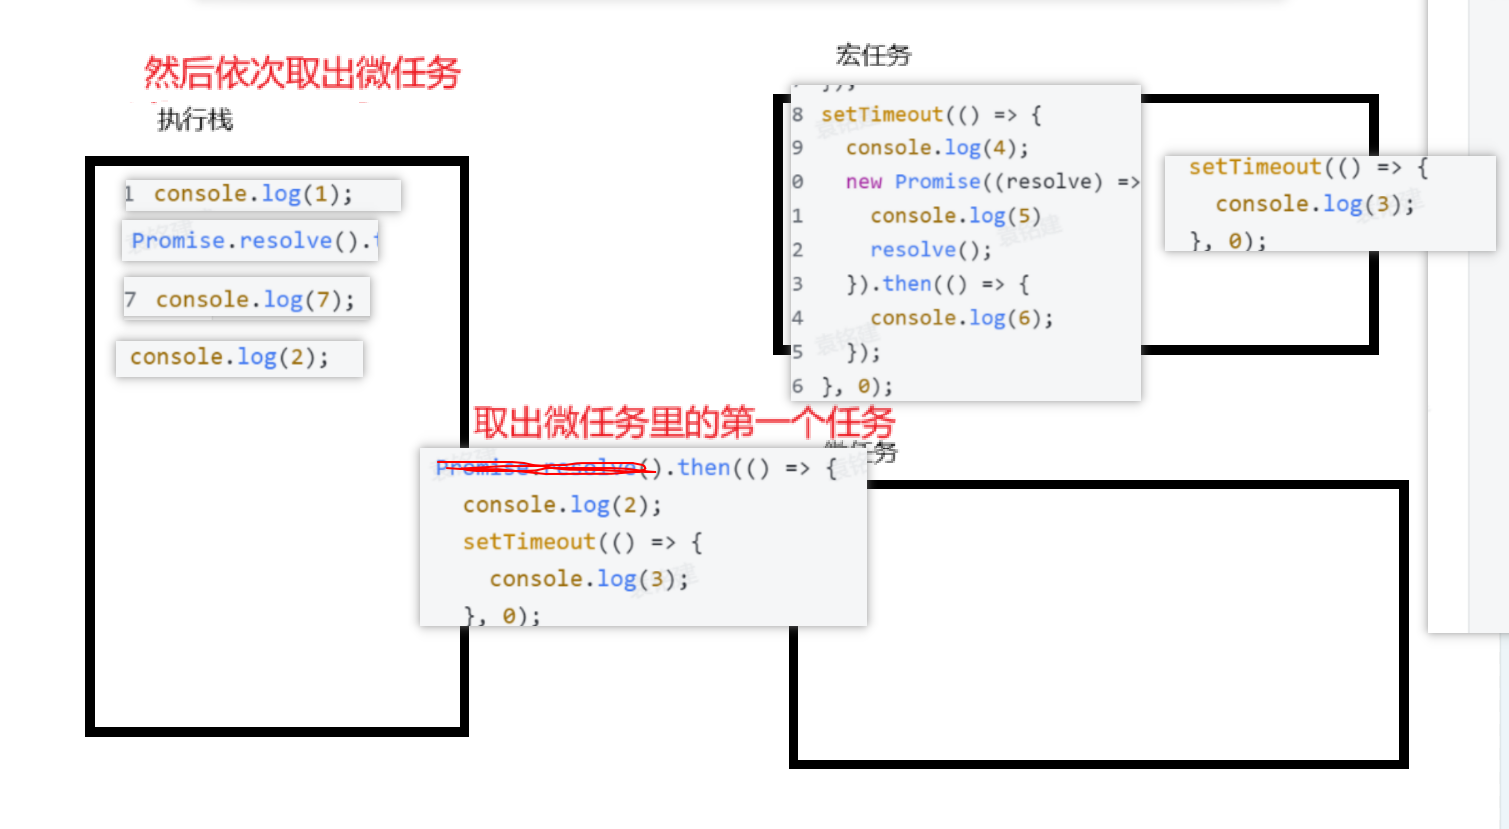 然后依次取出微任务
执行栈
1 console.log(1);
Promise.resolve().
7 console.log(7);
console.log(2);
宏任务
});
8 setTimeout(() => {
9 console.log(4);
0 new Promise((resolve) =>
1 console.log(5)
2 resolve();
3 }).then(() => {
4 console.log(6);
5 });
6 }, 0);
setTimeout(() => {
console.log(3);
}, 0);
取出微任务里的第一个任务
微任务
Promise.resolve().then(() => {
console.log(2);
setTimeout(() => {
console.log(3);
}, 0);
袁铭建